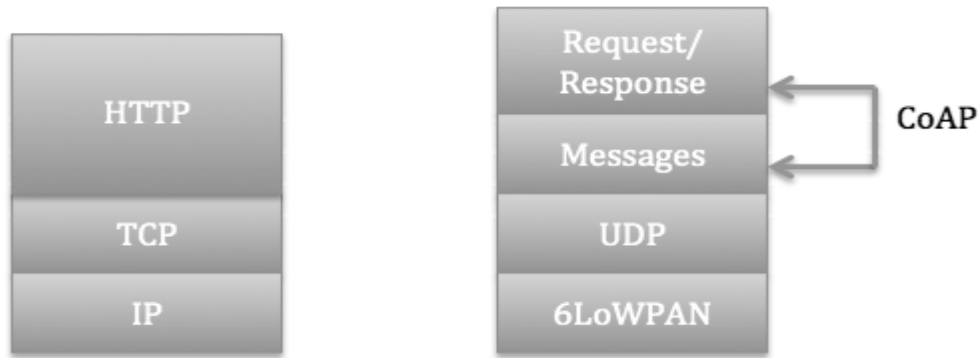 HTTP
TCP
IP
Request/
Response
Messages
UDP
6LoWPAN
CoAP